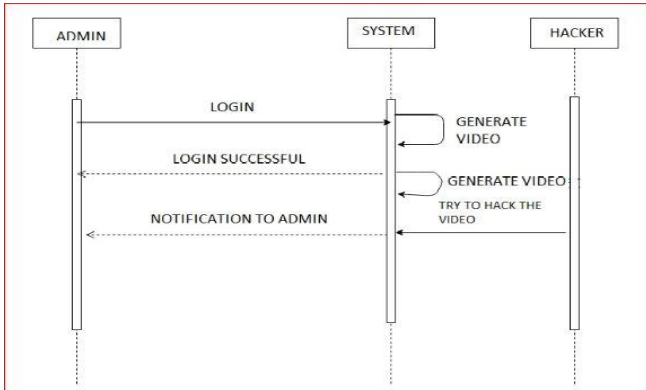 ADMIN
SYSTEM
HACKER
LOGIN
GENERATE
VIDEO
LOGIN SUCCESSFUL
GENERATE VIDEO
TRY TO HACK THE
VIDEO
NOTIFICATION TO ADMIN